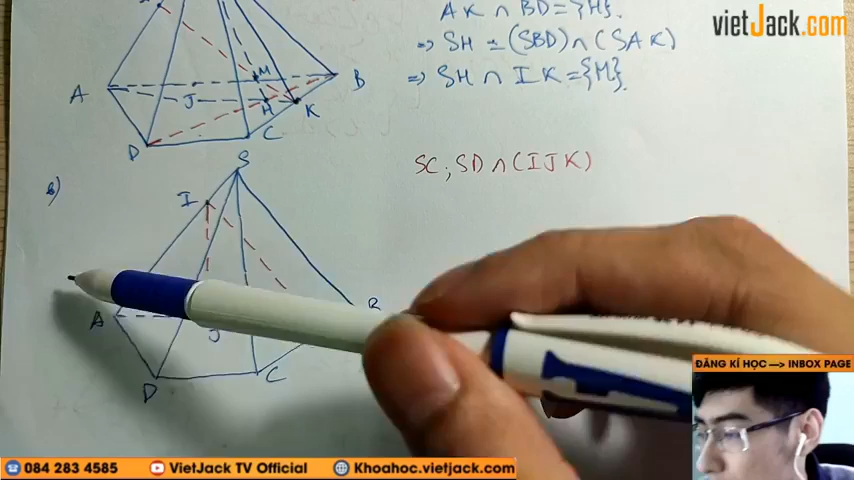 AK ∩ BD = {H}.
⇒ SH = (SBD) ∩ (SAK)
⇒ SH ∩ IK = {M}.
vietJack.com
M
A
J
H
K
B
C
D
SC; SD ∩ (IJK)
b)
S
I
A
J
B
C
D
ĐĂNG KÍ HỌC —> INBOX PAGE
084 283 4585
VietJack TV Official
Khoahoc.vietjack.com